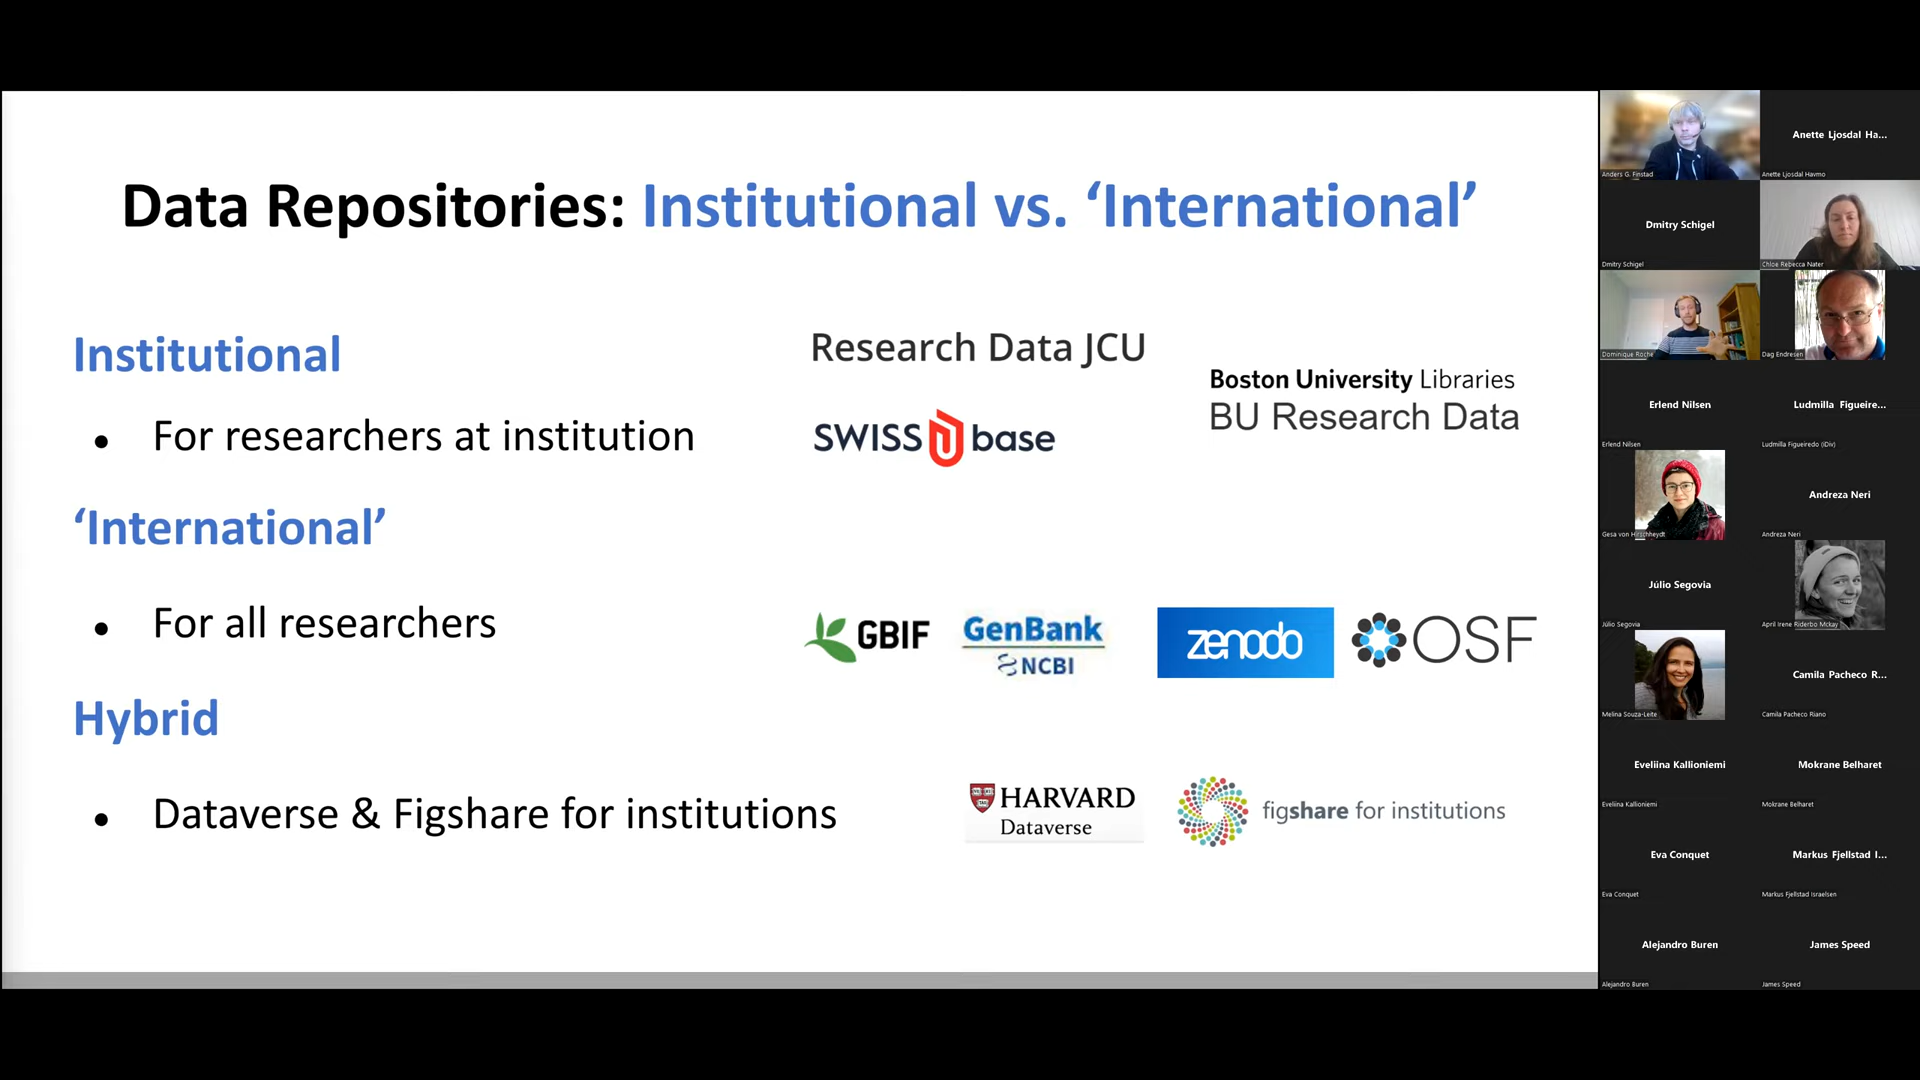 Data Repositories: Institutional vs. ‘International’
Institutional
● For researchers at institution
Research Data JCU
SWISS U base
Boston University Libraries
BU Research Data
‘International’
● For all researchers
GBIF
GenBank
NCBI
zenodo
OSF
Hybrid
● Dataverse & Figshare for institutions
HARVARD
Dataverse
figshare for institutions
Anders G. Finstad
Anette Ljosdal Ha...
Anette Ljosdal Havmo
Dmitry Schigel
Dmitry Schigel
Chloe Rebecca Nater
Dominique Roche
Dag Endresen
Erlend Nilsen
Erlend Nilsen
Ludmilla Figueire...
Ludmilla Figueiredo (iDiv)
Gesa von Hirschheydt
Andreza Neri
Andreza Neri
Júlio Segovia
Júlio Segovia
April Irene Riderbo Mckay
Melina Souza-Leite
Camila Pacheco R...
Camila Pacheco Riano
Eveliina Kallioniemi
Eveliina Kallioniemi
Mokrane Belharet
Mokrane Belharet
Eva Conquet
Eva Conquet
Markus Fjellstad I...
Markus Fjellstad Israelsen
Alejandro Buren
Alejandro Buren
James Speed
James Speed